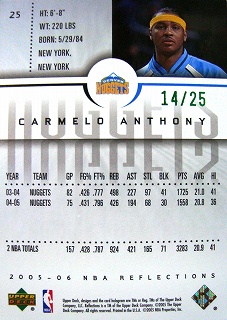 25
HT: 6'-8"
WT: 220 LBS
BORN: 5/29/84
NEW YORK,
NEW YORK
DENVER
NUGGETS
14/25
CARMELO ANTHONY
NUGGETS
YEAR TEAM GP FG% FT% REB AST STL BLK PTS AVG HI
03-04 NUGGETS 82 .426 .777 498 227 97 41 1725 21.0 41
04-05 NUGGETS 75 .431 .796 426 194 68 30 1558 20.8 36
2 NBA TOTALS 157 .428 .787 924 421 165 71 3283 20.9 41
2005-06 NBA REFLECTIONS
UPPER DECK